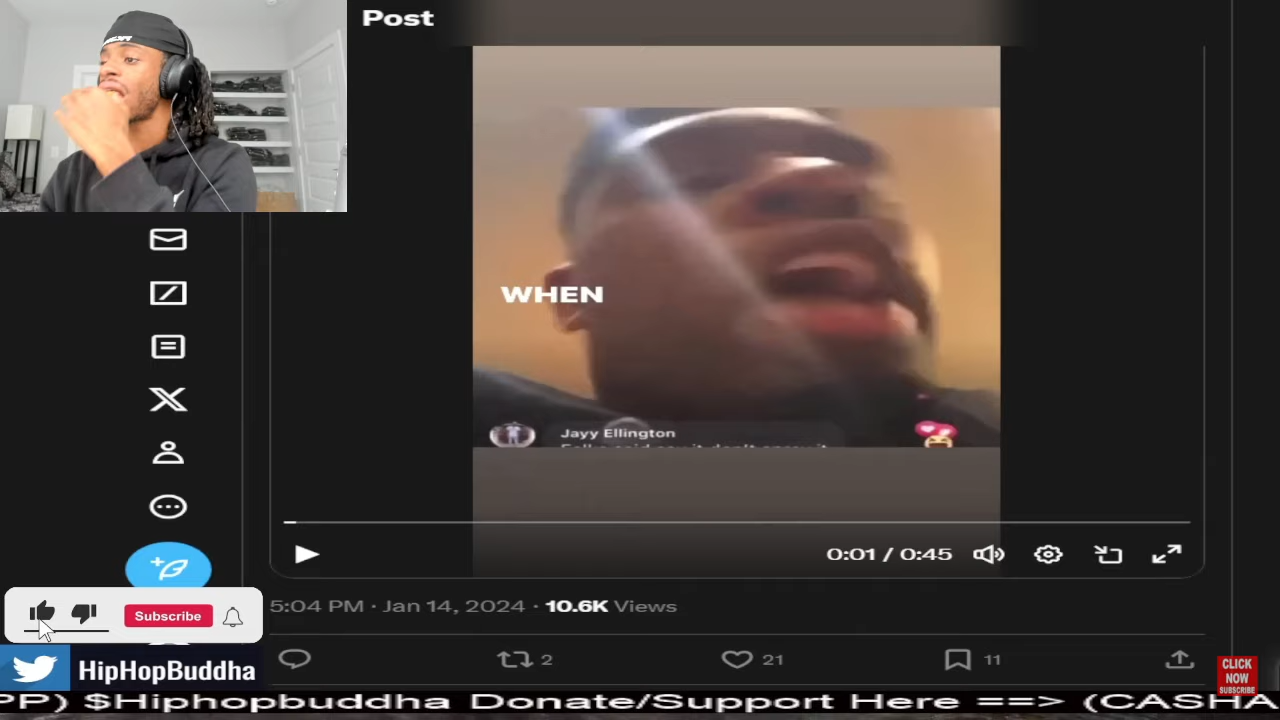 Post
WHEN
Jayy Ellington
0:01 / 0:45
5:04 PM · Jan 14, 2024 · 10.6K Views
2
21
11
Subscribe
HipHopBuddha
CLICK
NOW
SUBSCRIBE
PP) $Hiphopbuddha Donate/Support Here ==> (CASHA